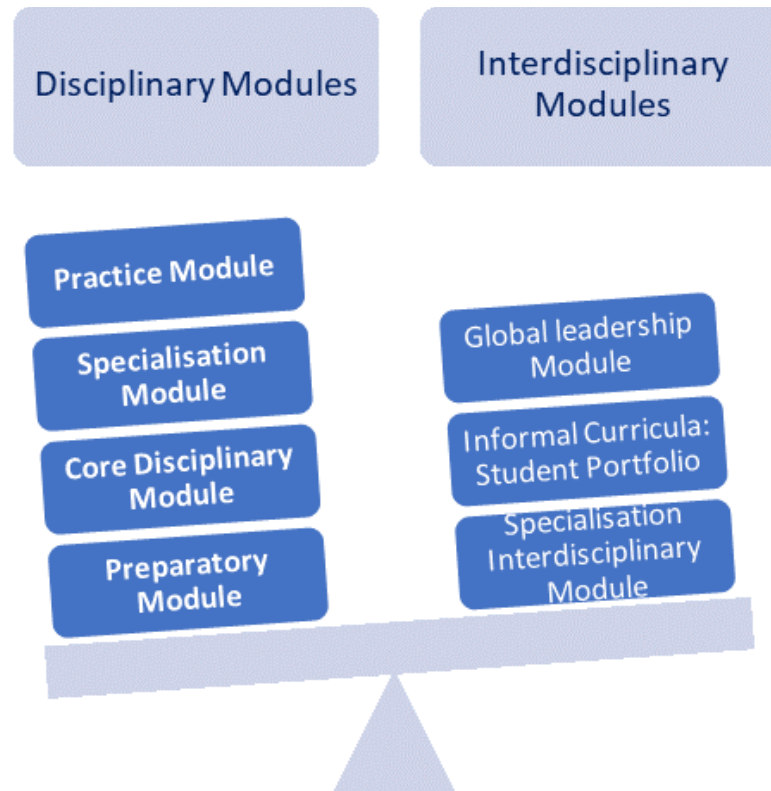 Disciplinary Modules
Interdisciplinary
Modules
Practice Module
Specialisation
Module
Core Disciplinary
Module
Preparatory
Module
Global leadership
Module
Informal Curricula:
Student Portfolio
Specialisation
Interdisciplinary
Module